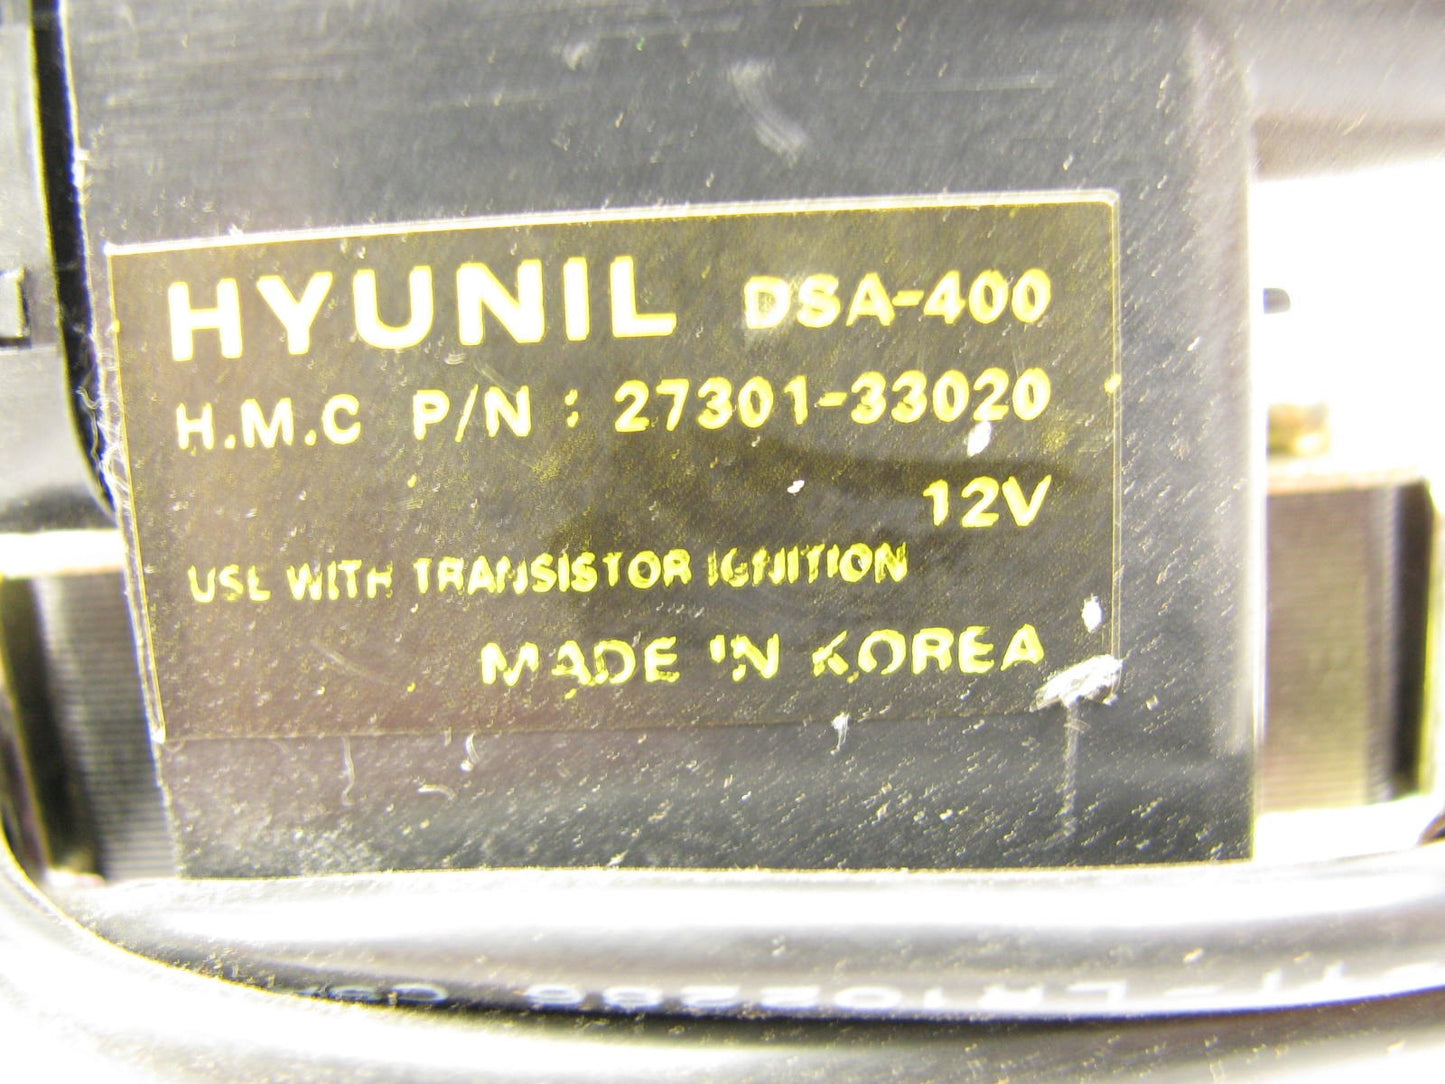 HYUNIL DSA-400
H.M.C P/N : 27301-33020
12V
USE WITH TRANSISTOR IGNITION
MADE IN KOREA